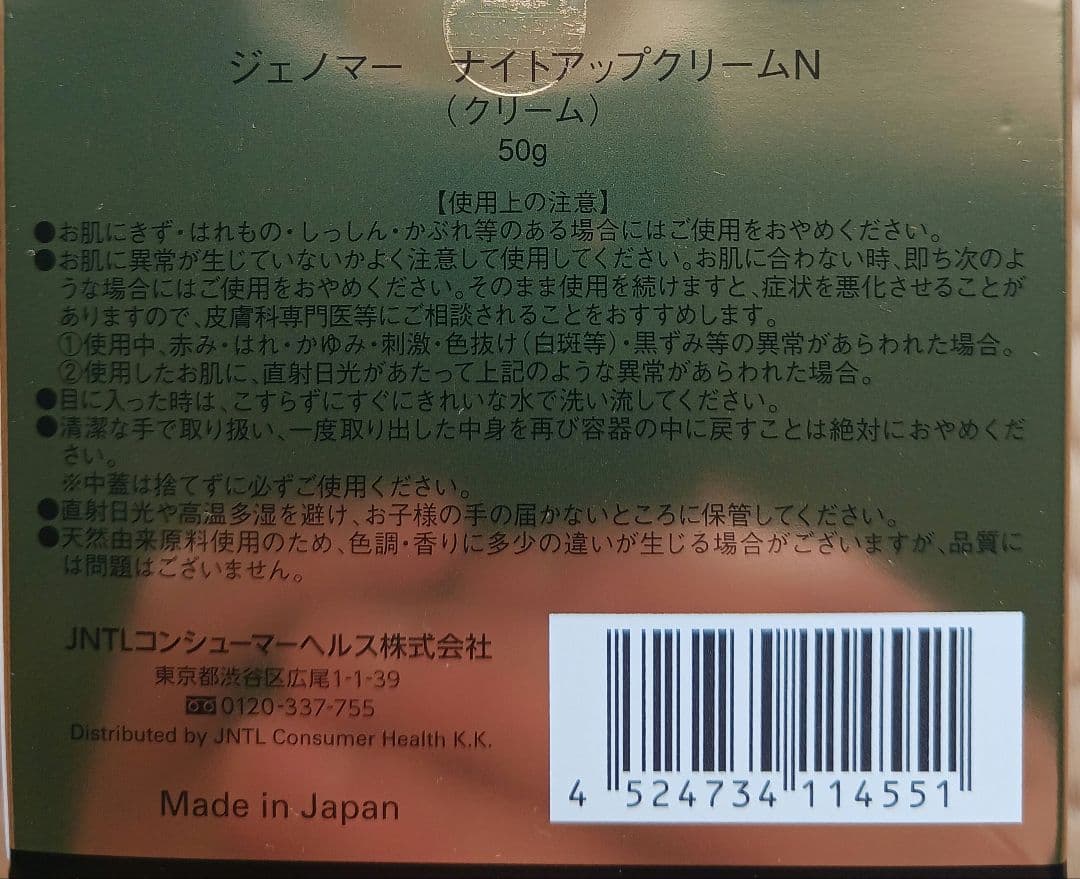 ジェノマー　ナイトアップクリームN
（クリーム）
50g
【使用上の注意】
●お肌にきず・はれもの・しっしん・かぶれ等のある場合にはご使用をおやめください。
●お肌に異常が生じていないかよく注意して使用してください。お肌に合わない時、即ち次のよ
うな場合にはご使用をおやめください。そのまま使用を続けますと、症状を悪化させることが
ありますので、皮膚科専門医等にご相談されることをおすすめします。
①使用中、赤み・はれ・かゆみ・刺激・色抜け（白斑等）・黒ずみ等の異常があらわれた場合。
②使用したお肌に、直射日光があたって上記のような異常があらわれた場合。
●目に入った時は、こすらずにすぐにきれいな水で洗い流してください。
●清潔な手で取り扱い、一度取り出した中身を再び容器の中に戻すことは絶対におやめくだ
さい。
※中蓋は捨てずに必ずご使用ください。
●直射日光や高温多湿を避け、お子様の手の届かないところに保管してください。
●天然由来原料使用のため、色調・香りに多少の違いが生じる場合がございますが、品質に
は問題はございません。
JNTLコンシューマーヘルス株式会社
東京都渋谷区広尾1-1-39
0120-337-755
Distributed by JNTL Consumer Health K.K.
Made in Japan
4 524734 114551